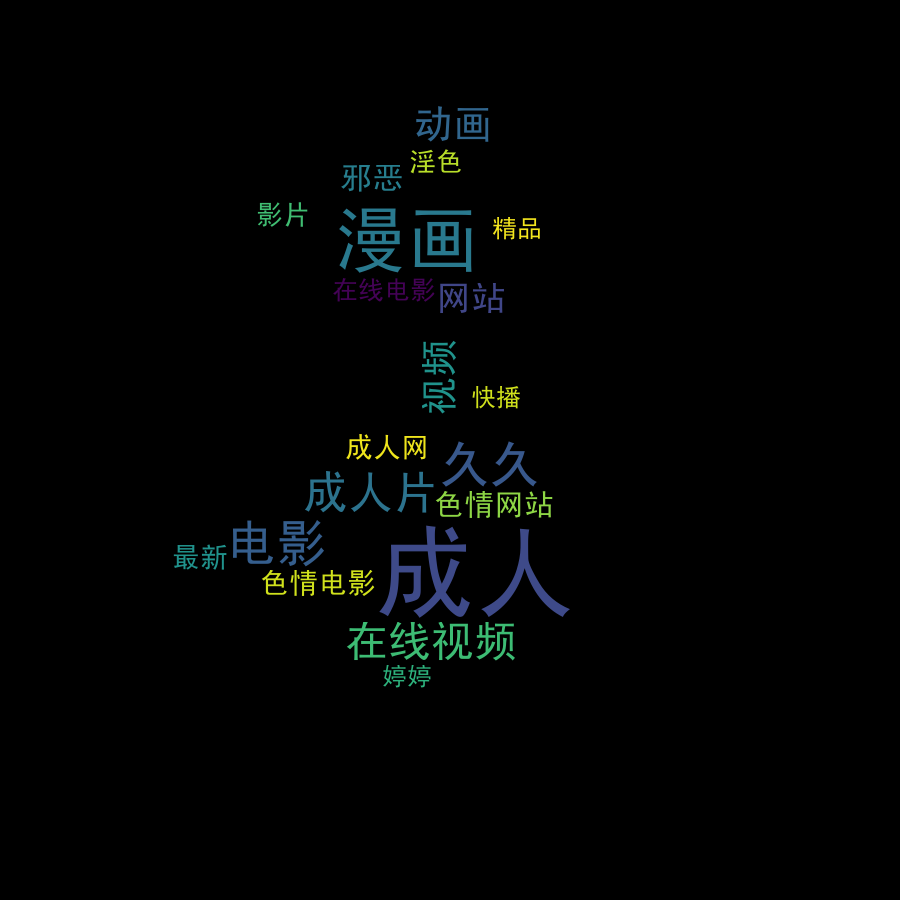 动画
淫色
邪恶
影片
漫画
精品
在线电影
网站
视频
快播
成人网
久久
成人片
色情网站
电影
最新
成人
色情电影
在线视频
婷婷